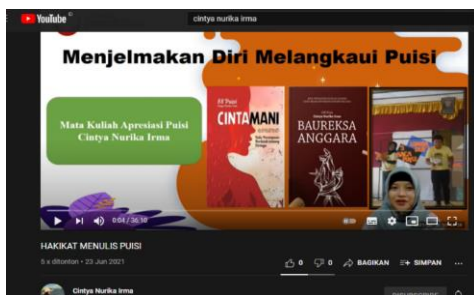 YouTube
cintya nurika irma
Menjelmakan Diri Melangkaui Puisi
Mata Kuliah Apresiasi Puisi
Cintya Nurika Irma
CINTAMANI
BAUREKSA
ANGGARA
0:04 / 36:10
HAKIKAT MENULIS PUISI
5 x ditonton • 23 Jun 2021
0
0
BAGIKAN
SIMPAN
Cintya Nurika Irma